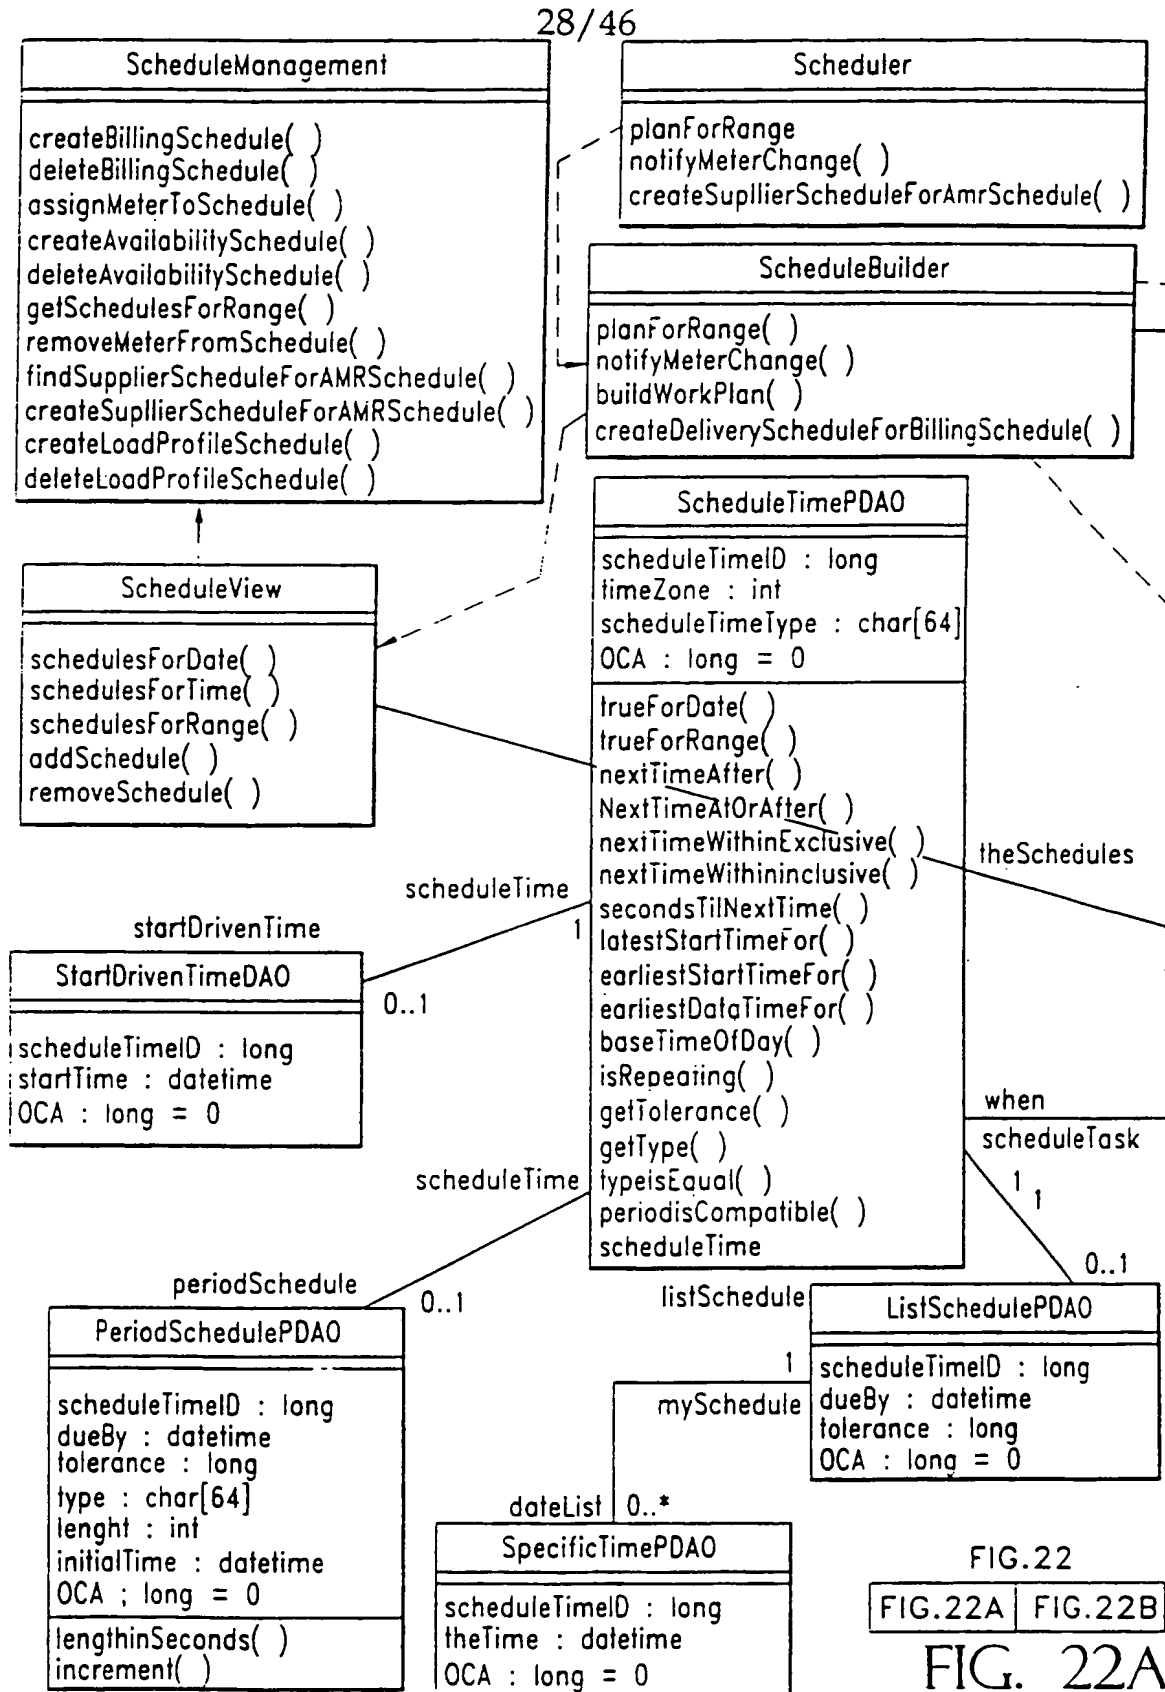 28/46
ScheduleManagement
createBillingSchedule( )
deleteBillingSchedule( )
assignMeterToSchedule( )
createAvailabilitySchedule( )
deleteAvailabilitySchedule( )
getSchedulesForRange( )
removeMeterFromSchedule( )
findSupplierScheduleForAMRSchedule( )
createSupllierScheduleForAMRSchedule( )
createLoadProfileSchedule( )
deleteLoadProfileSchedule( )
Scheduler
planForRange
notifyMeterChange( )
createSupllierScheduleForAmrSchedule( )
ScheduleBuilder
planForRange( )
notifyMeterChange( )
buildWorkPlan( )
createDeliveryScheduleForBillingSchedule( )
ScheduleView
schedulesForDate( )
schedulesForTime( )
schedulesForRange( )
addSchedule( )
removeSchedule( )
ScheduleTimePDAO
scheduleTimeID : long
timeZone : int
scheduleTimeType : char[64]
OCA : long = 0
trueForDate( )
trueForRange( )
nextTimeAfter( )
NextTimeAtOrAfter( )
nextTimeWithinExclusive( )
nextTimeWithininclusive( )
secondsTilNextTime( )
latestStartTimeFor( )
earliestStartTimeFor( )
earliestDataTimeFor( )
baseTimeOfDay( )
isRepeating( )
getTolerance( )
getType( )
typeisEqual( )
periodisCompatible( )
scheduleTime
theSchedules
scheduleTime
1
startDrivenTime
0..1
StartDrivenTimeDAO
scheduleTimeID : long
startTime : datetime
OCA : long = 0
when
scheduleTask
1
1
0..1
scheduleTime
periodSchedule
0..1
PeriodSchedulePDAO
scheduleTimeID : long
dueBy : datetime
tolerance : long
type : char[64]
lenght : int
initialTime : datetime
OCA ; long = 0
lengthinSeconds( )
increment( )
listSchedule
ListSchedulePDAO
scheduleTimeID : long
dueBy : datetime
tolerance : long
OCA : long = 0
1
mySchedule
dateList 0..*
SpecificTimePDAO
scheduleTimeID : long
theTime : datetime
OCA : long = 0
FIG.22
FIG.22A FIG.22B
FIG. 22A